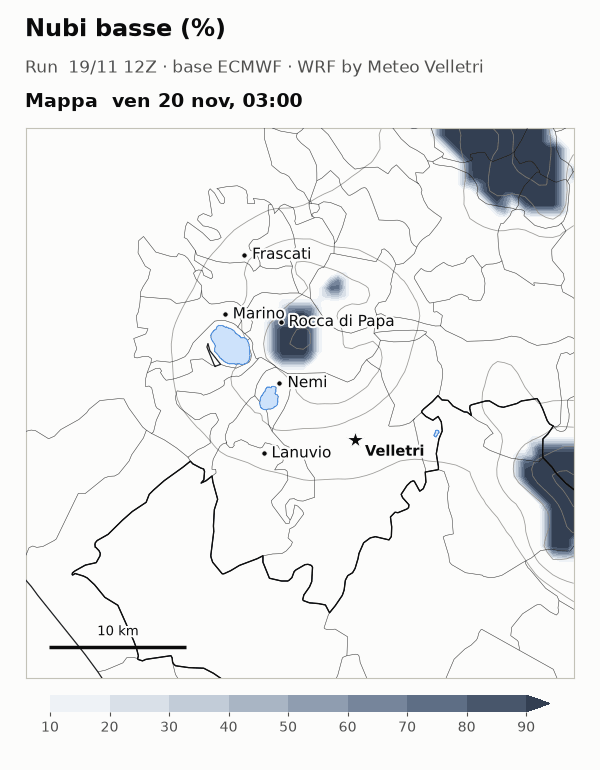 Nubi basse (%)
Run  19/11 12Z · base ECMWF · WRF by Meteo Velletri
Mappa  ven 20 nov, 03:00
Frascati
Marino
Rocca di Papa
Nemi
Velletri
Lanuvio
10 km
10 20 30 40 50 60 70 80 90